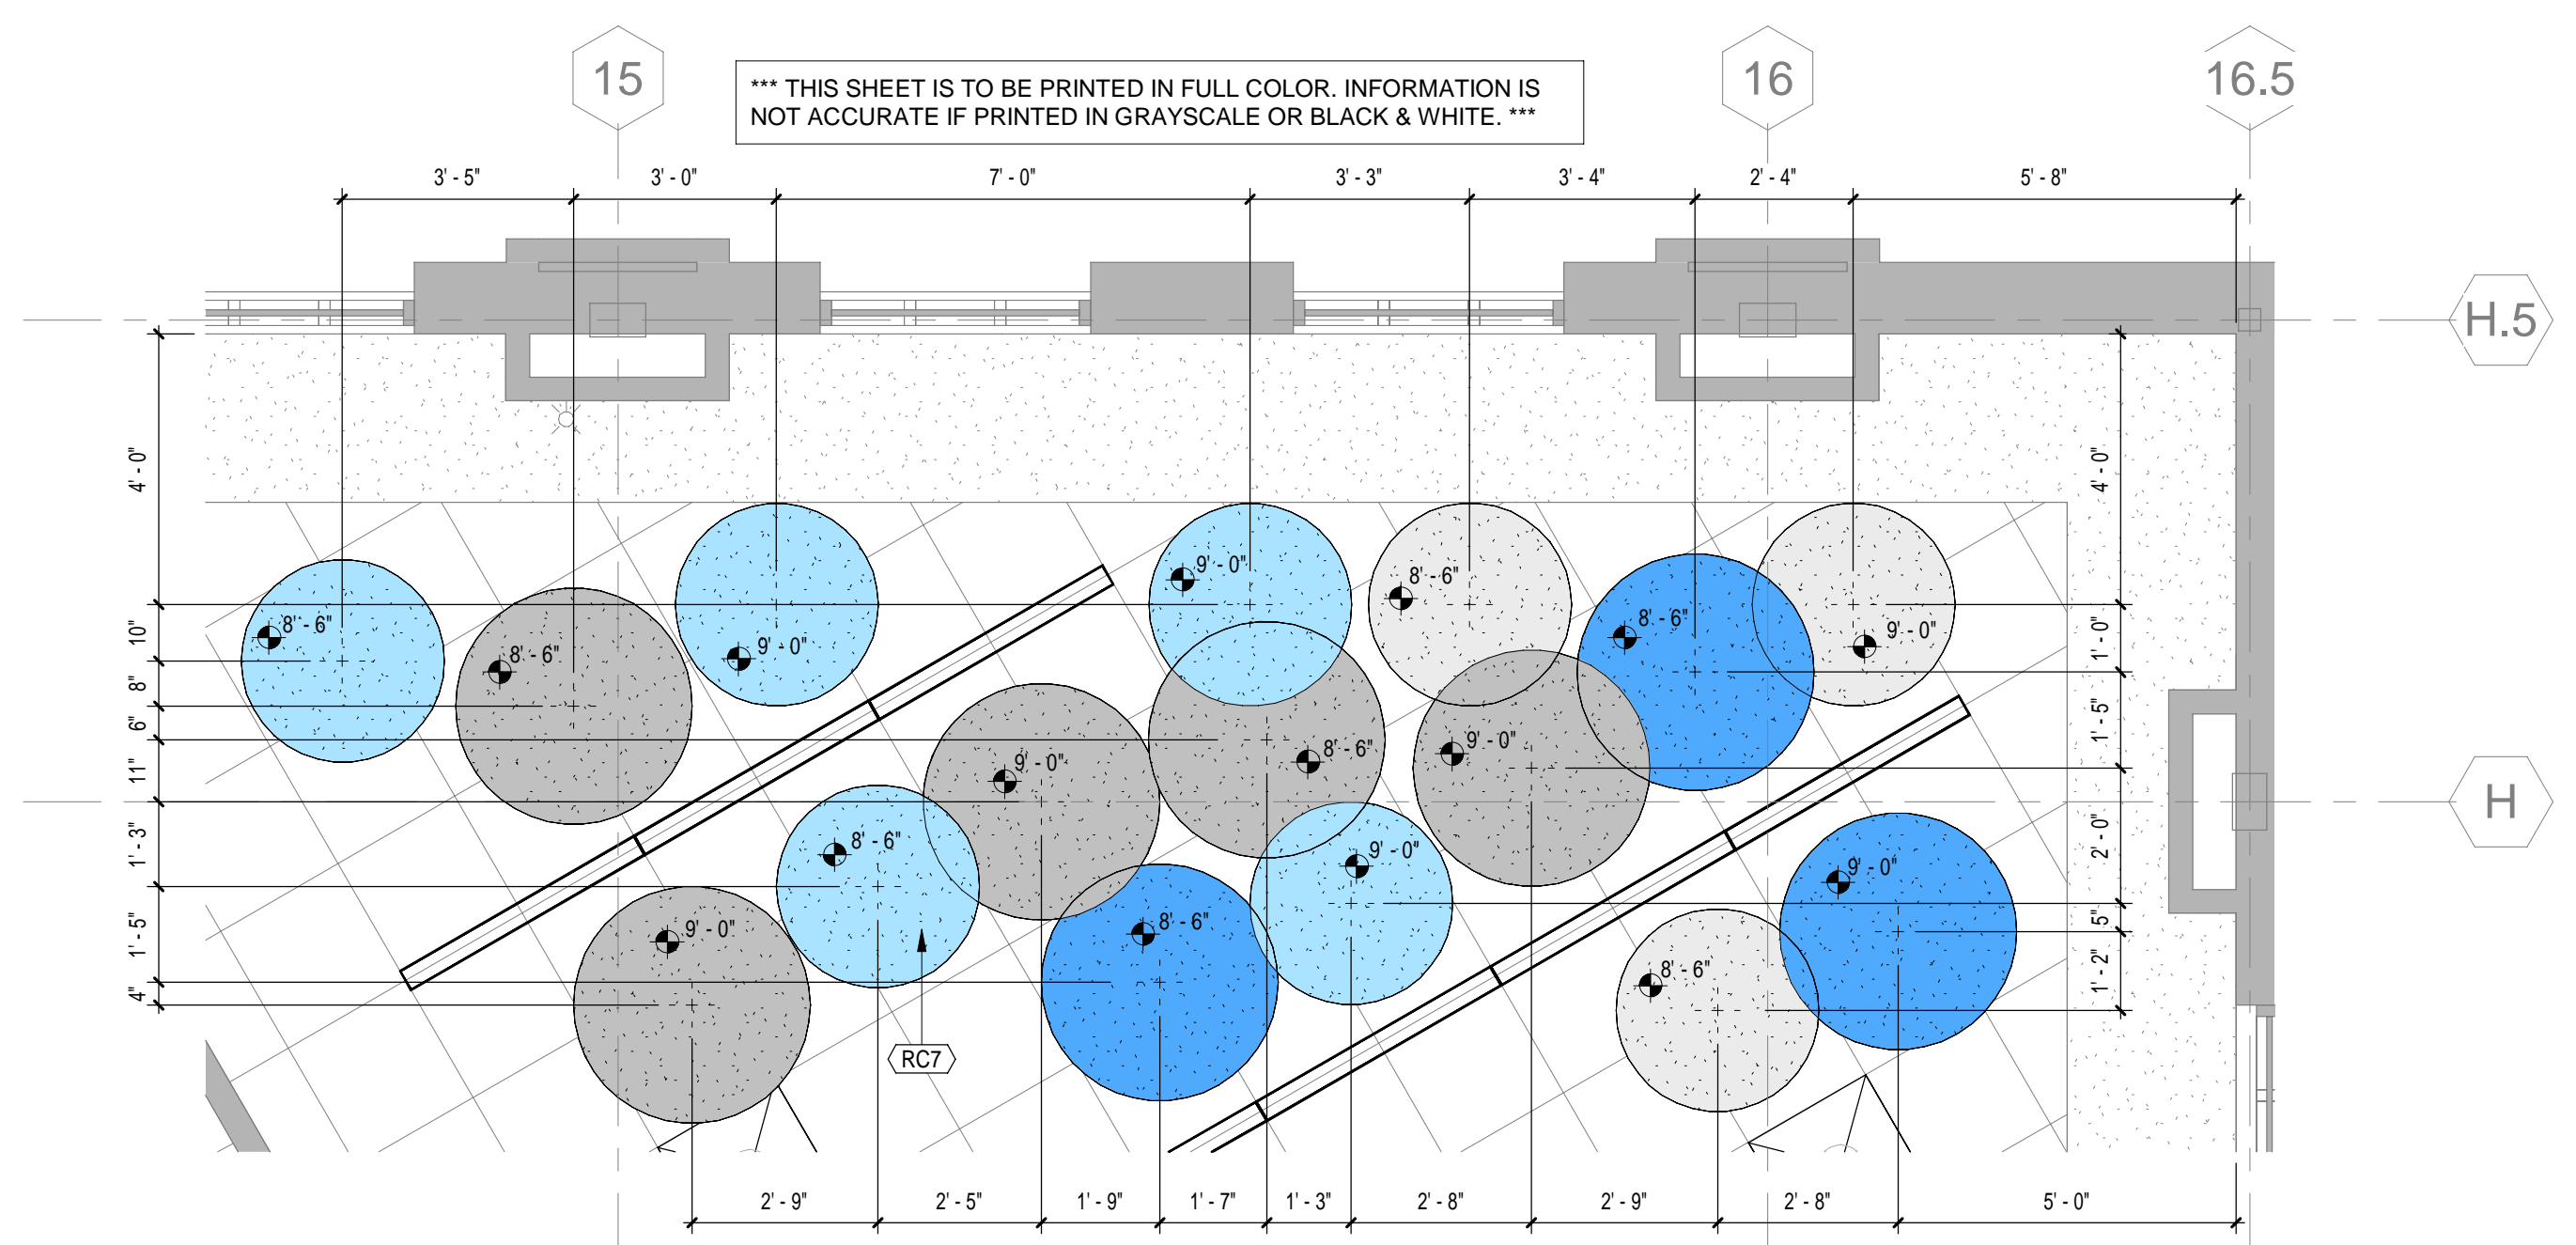 15
16
16.5
*** THIS SHEET IS TO BE PRINTED IN FULL COLOR. INFORMATION IS
NOT ACCURATE IF PRINTED IN GRAYSCALE OR BLACK & WHITE. ***
3' - 5"
3' - 0"
7' - 0"
3' - 3"
3' - 4"
2' - 4"
5' - 8"
H.5
4' - 0"
4' - 0"
9' - 0"
8' - 6"
8' - 6"
8' - 6"
9' - 0"
10"
1' - 0"
9' - 0"
8' - 6"
8"
6"
1' - 5"
9' - 0"
8' - 6"
9' - 0"
11"
H
1' - 3"
8' - 6"
9' - 0"
9' - 0"
2' - 0"
1' - 5"
9' - 0"
8' - 6"
5"
8' - 6"
1' - 2"
4"
RC7
2' - 9"
2' - 5"
1' - 9"
1' - 7"
1' - 3"
2' - 8"
2' - 9"
2' - 8"
5' - 0"